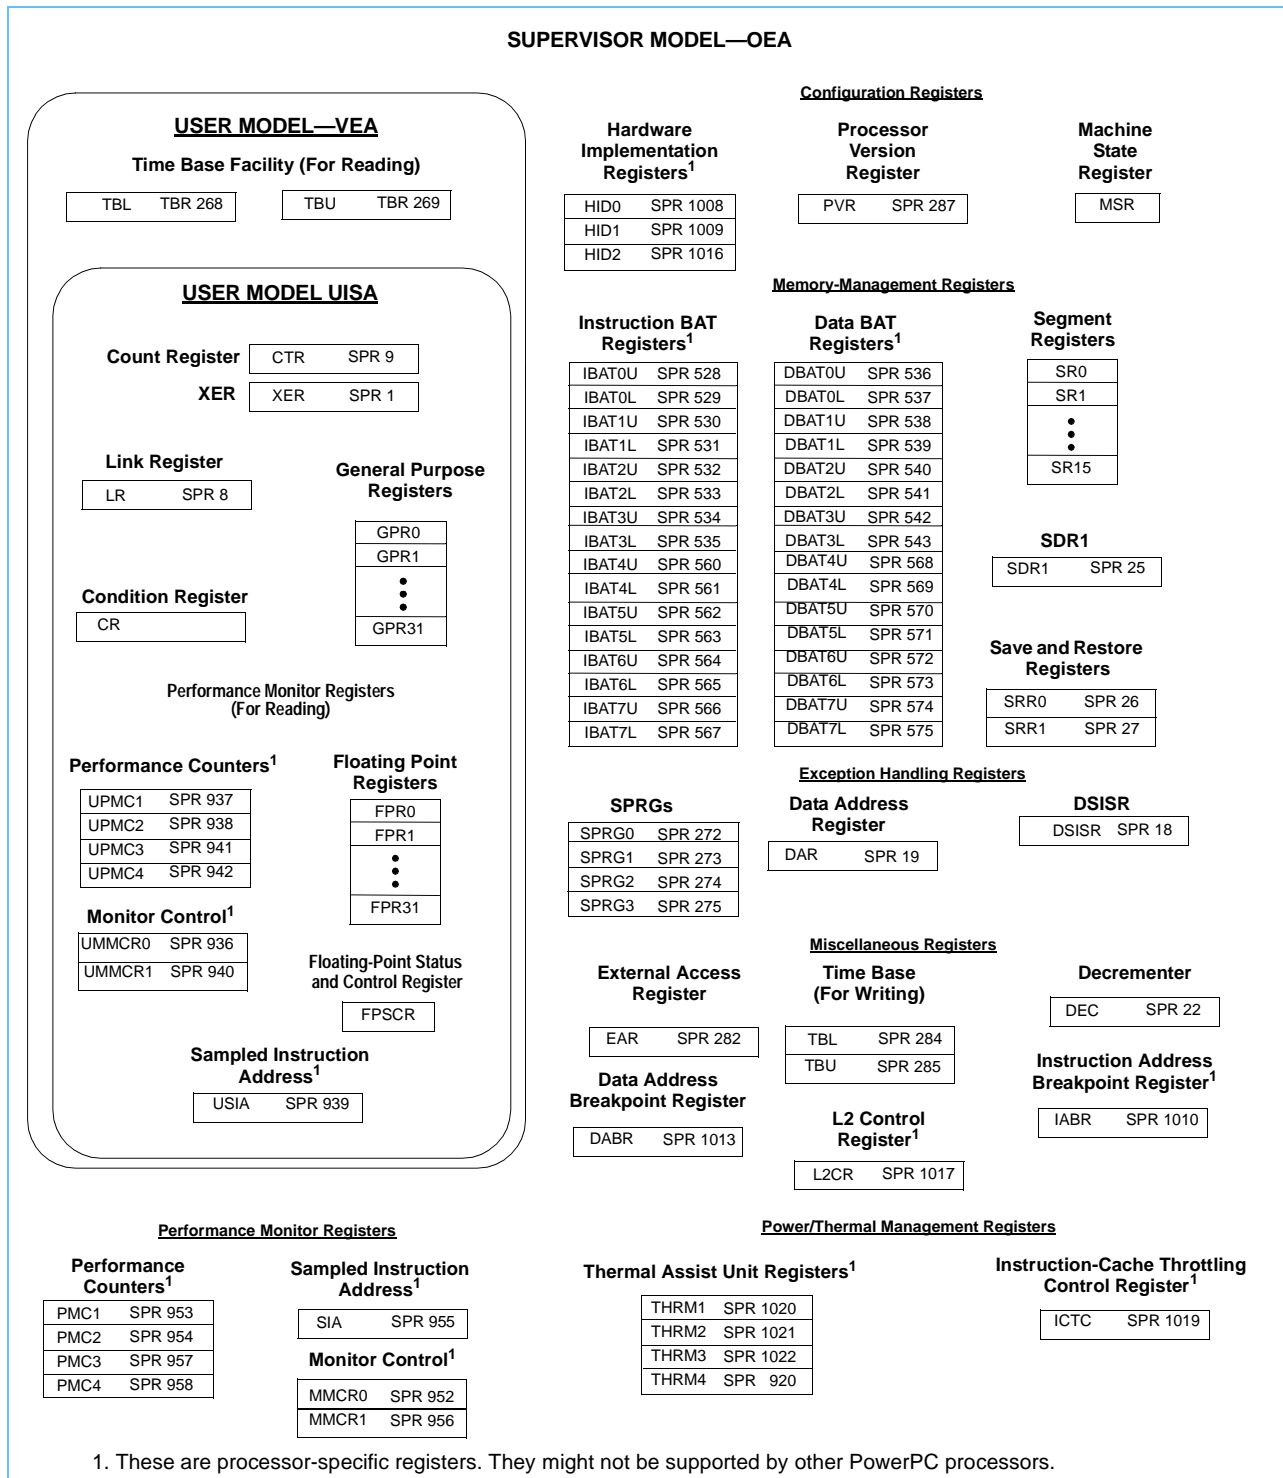 SUPERVISOR MODEL—OEA
USER MODEL—VEA
Time Base Facility (For Reading)
TBL TBR 268
TBU TBR 269
USER MODEL UISA
Count Register
CTR SPR 9
XER
XER SPR 1
Link Register
LR SPR 8
General Purpose
Registers
GPR0
GPR1
GPR31
Condition Register
CR
Performance Monitor Registers
(For Reading)
Performance Counters1
UPMC1 SPR 937
UPMC2 SPR 938
UPMC3 SPR 941
UPMC4 SPR 942
Floating Point
Registers
FPR0
FPR1
FPR31
Monitor Control1
UMMCR0 SPR 936
UMMCR1 SPR 940
Floating-Point Status
and Control Register
FPSCR
Sampled Instruction
Address1
USIA SPR 939
Configuration Registers
Hardware
Implementation
Registers1
HID0 SPR 1008
HID1 SPR 1009
HID2 SPR 1016
Processor
Version
Register
PVR SPR 287
Machine
State
Register
MSR
Memory-Management Registers
Instruction BAT
Registers1
IBAT0U SPR 528
IBAT0L SPR 529
IBAT1U SPR 530
IBAT1L SPR 531
IBAT2U SPR 532
IBAT2L SPR 533
IBAT3U SPR 534
IBAT3L SPR 535
IBAT4U SPR 560
IBAT4L SPR 561
IBAT5U SPR 562
IBAT5L SPR 563
IBAT6U SPR 564
IBAT6L SPR 565
IBAT7U SPR 566
IBAT7L SPR 567
Data BAT
Registers1
DBAT0U SPR 536
DBAT0L SPR 537
DBAT1U SPR 538
DBAT1L SPR 539
DBAT2U SPR 540
DBAT2L SPR 541
DBAT3U SPR 542
DBAT3L SPR 543
DBAT4U SPR 568
DBAT4L SPR 569
DBAT5U SPR 570
DBAT5L SPR 571
DBAT6U SPR 572
DBAT6L SPR 573
DBAT7U SPR 574
DBAT7L SPR 575
Segment
Registers
SR0
SR1
SR15
SDR1
SDR1 SPR 25
Save and Restore
Registers
SRR0 SPR 26
SRR1 SPR 27
Exception Handling Registers
SPRGs
SPRG0 SPR 272
SPRG1 SPR 273
SPRG2 SPR 274
SPRG3 SPR 275
Data Address
Register
DAR SPR 19
DSISR
DSISR SPR 18
Miscellaneous Registers
External Access
Register
EAR SPR 282
Time Base
(For Writing)
TBL SPR 284
TBU SPR 285
Decrementer
DEC SPR 22
Data Address
Breakpoint Register
DABR SPR 1013
L2 Control
Register1
L2CR SPR 1017
Instruction Address
Breakpoint Register1
IABR SPR 1010
Performance Monitor Registers
Performance
Counters1
PMC1 SPR 953
PMC2 SPR 954
PMC3 SPR 957
PMC4 SPR 958
Sampled Instruction
Address1
SIA SPR 955
Monitor Control1
MMCR0 SPR 952
MMCR1 SPR 956
Power/Thermal Management Registers
Thermal Assist Unit Registers1
THRM1 SPR 1020
THRM2 SPR 1021
THRM3 SPR 1022
THRM4 SPR 920
Instruction-Cache Throttling
Control Register1
ICTC SPR 1019
1. These are processor-specific registers. They might not be supported by other PowerPC processors.